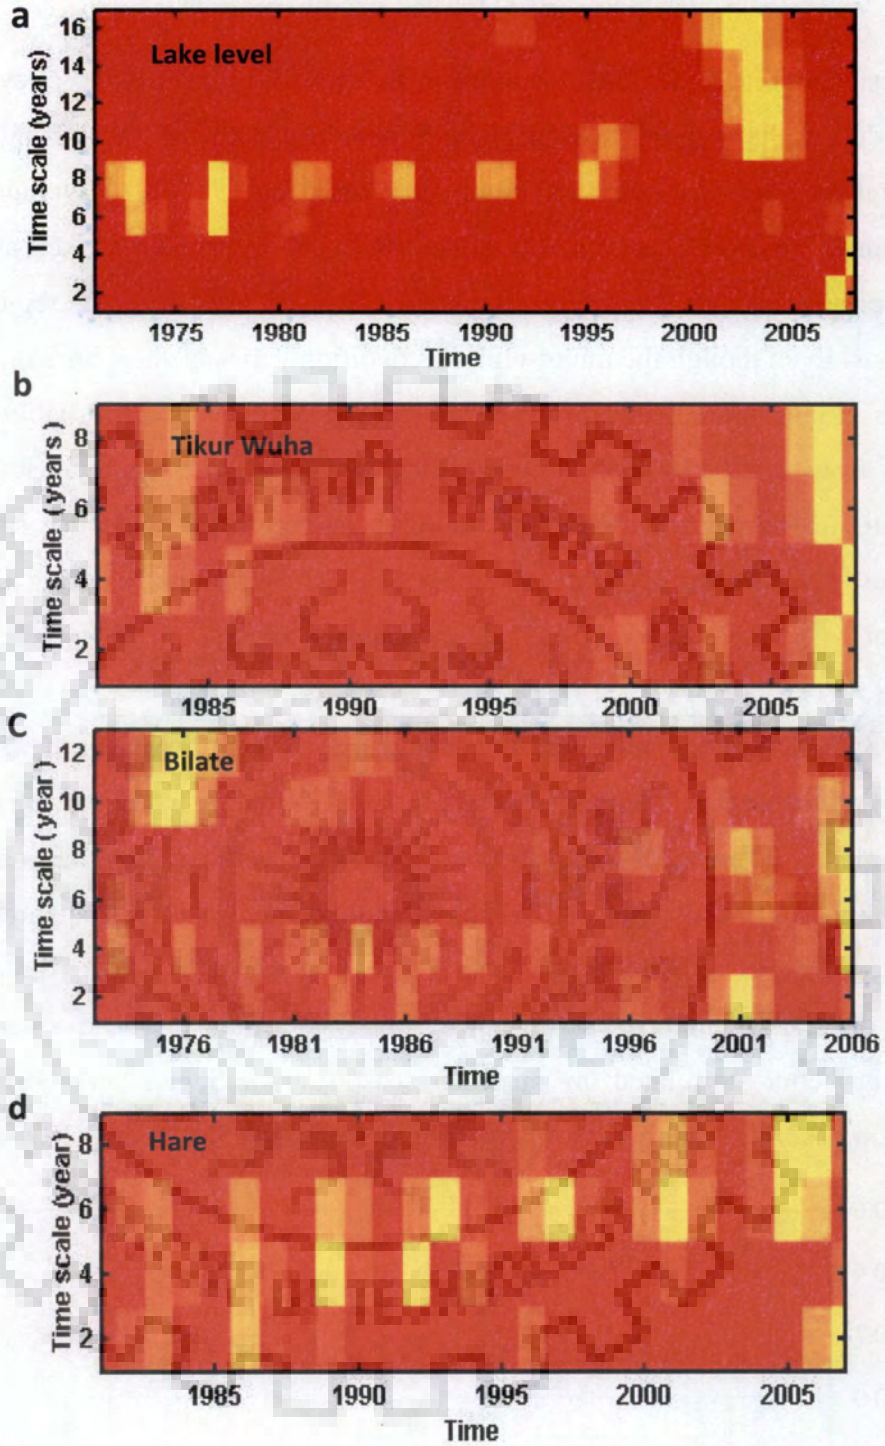 a
Lake level
Time scale (years)
16
14
12
10
8
6
4
2
1975 1980 1985 1990 1995 2000 2005
Time
b
Tikur Wuha
Time scale ( years )
8
6
4
2
1985 1990 1995 2000 2005
C
Bilate
Time scale ( year )
12
10
8
6
4
2
1976 1981 1986 1991 1996 2001 2006
Time
d
Hare
Time scale (year)
8
6
4
2
1985 1990 1995 2000 2005
Time